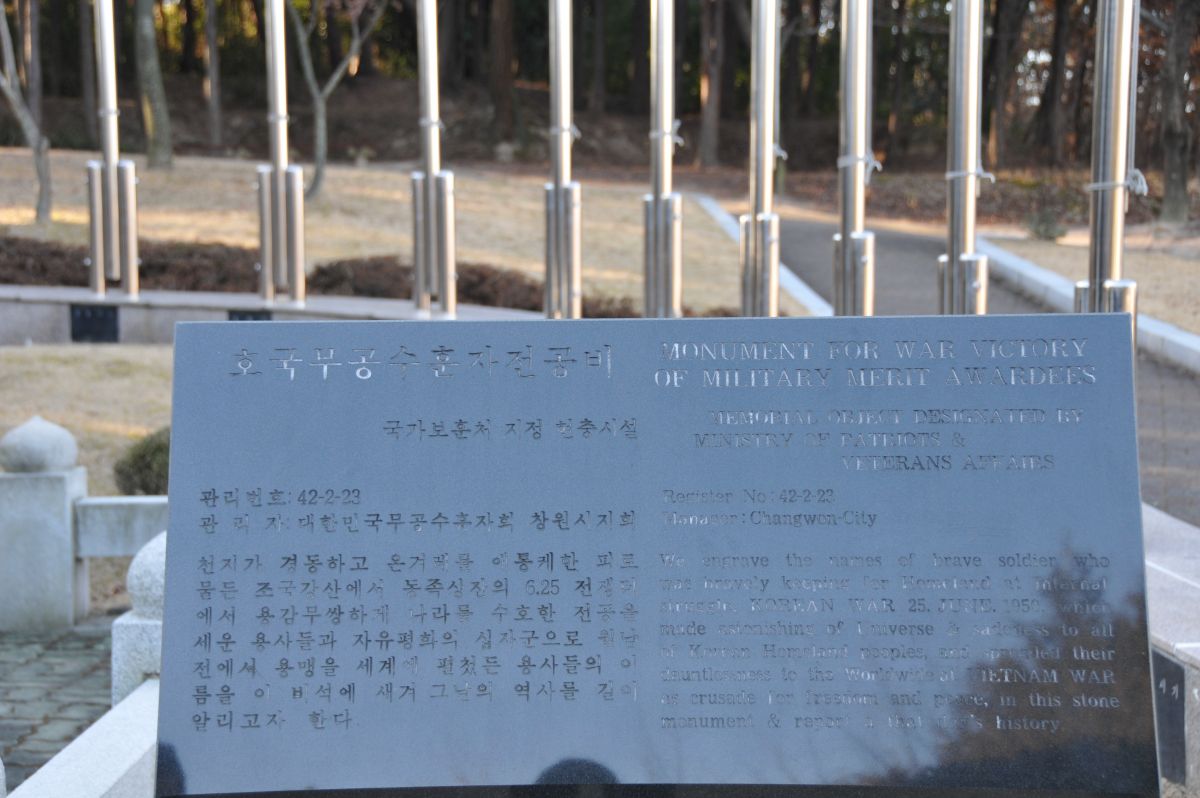 호국무공수훈자전공비
국가보훈처 지정 현충시설
관리번호: 42-2-23
관 리 자: 대한민국무공수훈자회 창원시지회
천지가 경동하고 온겨레를 애통케한 피로
물든 조국강산에서 동족상잔의 6.25 전쟁터
에서 용감무쌍하게 나라를 수호한 전공을
세운 용사들과 자유평화의 십자군으로 월남
전에서 용맹을 세계에 펼쳤든 용사들의 이
름을 이 비석에 새겨 그날의 역사를 길이
알리고자 한다.
MONUMENT FOR WAR VICTORY
OF MILITARY MERIT AWARDEES
MEMORIAL OBJECT DESIGNATED BY
MINISTRY OF PATRIOTS &
VETERANS AFFAIRS
Register No: 42-2-23
Manager: Changwon-City
We engrave the names of brave soldier who
was bravely keeping for Homeland at internal
struggle, KOREAN WAR 25. JUNE. 1950. which
made astonishing of Universe & sadness to all
of Korean Homeland peoples, and spreaded their
dauntlessness to the Worldwide at VIETNAM WAR
as crusade for freedom and peace, in this stone
monument & report a that day's history.